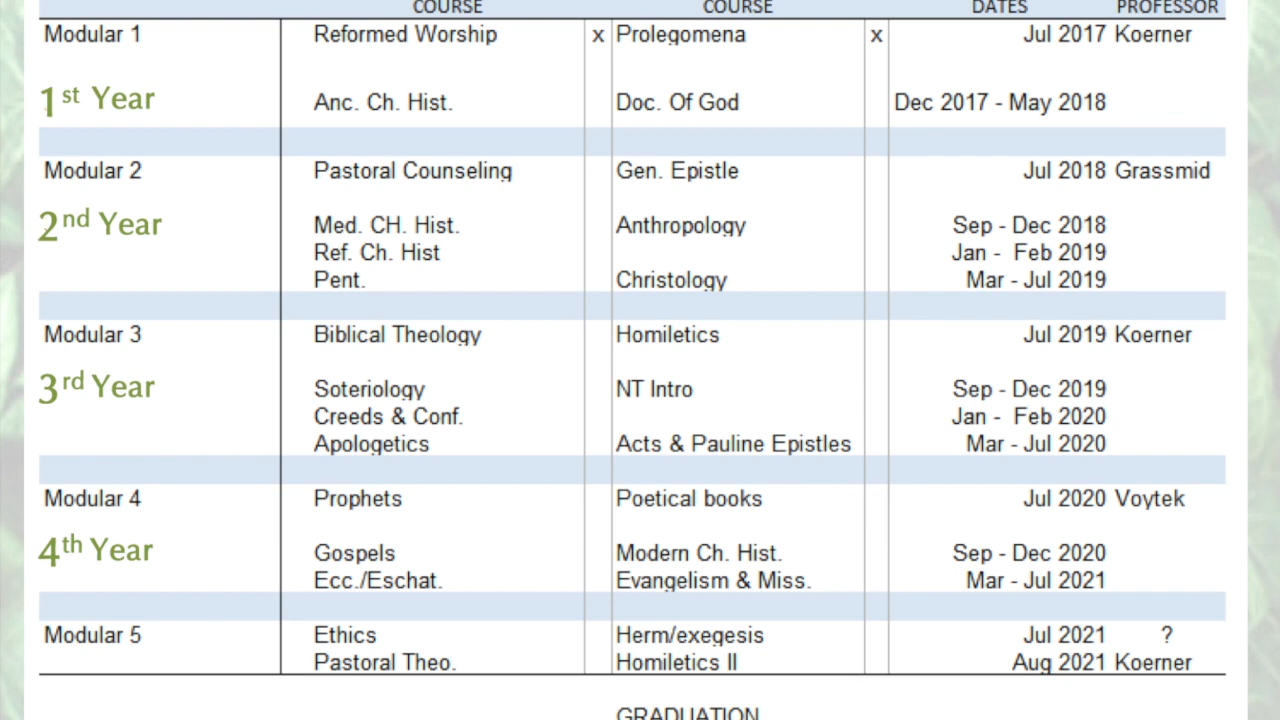 COURSE COURSE DATES PROFESSOR
Modular 1 Reformed Worship x Prolegomena x Jul 2017 Koerner
1st Year Anc. Ch. Hist. Doc. Of God Dec 2017 - May 2018
Modular 2 Pastoral Counseling Gen. Epistle Jul 2018 Grassmid
2nd Year Med. CH. Hist. Anthropology Sep - Dec 2018
Ref. Ch. Hist Jan - Feb 2019
Pent. Christology Mar - Jul 2019
Modular 3 Biblical Theology Homiletics Jul 2019 Koerner
3rd Year Soteriology NT Intro Sep - Dec 2019
Creeds & Conf. Jan - Feb 2020
Apologetics Acts & Pauline Epistles Mar - Jul 2020
Modular 4 Prophets Poetical books Jul 2020 Voytek
4th Year Gospels Modern Ch. Hist. Sep - Dec 2020
Ecc./Eschat. Evangelism & Miss. Mar - Jul 2021
Modular 5 Ethics Herm/exegesis Jul 2021 ?
Pastoral Theo. Homiletics II Aug 2021 Koerner
GRADUATION